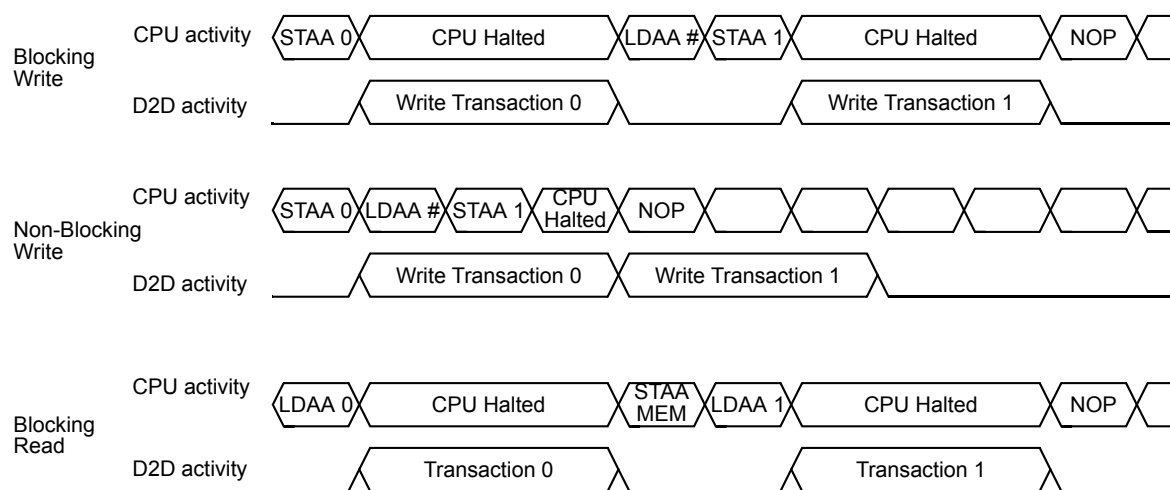 CPU activity STAA 0 CPU Halted LDAA # STAA 1 CPU Halted NOP
Blocking
Write
D2D activity Write Transaction 0 Write Transaction 1
CPU activity STAA 0 LDAA # STAA 1 CPU
Halted NOP
Non-Blocking
Write
D2D activity Write Transaction 0 Write Transaction 1
CPU activity LDAA 0 CPU Halted STAA
MEM LDAA 1 CPU Halted NOP
Blocking
Read
D2D activity Transaction 0 Transaction 1